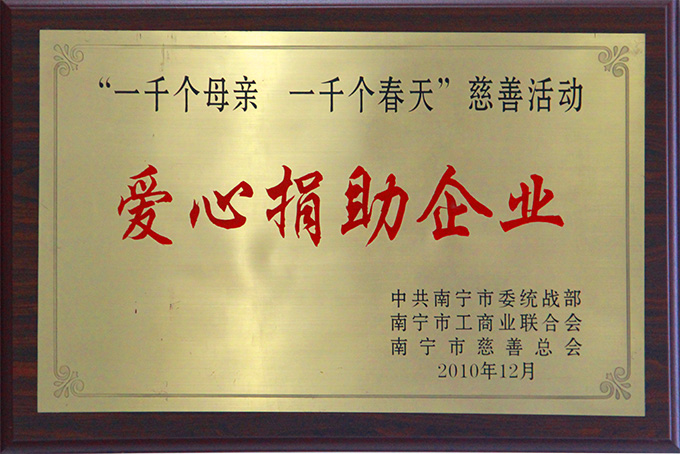 “一千个母亲 一千个春天”慈善活动
爱心捐助企业
中共南宁市委统战部
南宁市工商业联合会
南宁市慈善总会
2010年12月